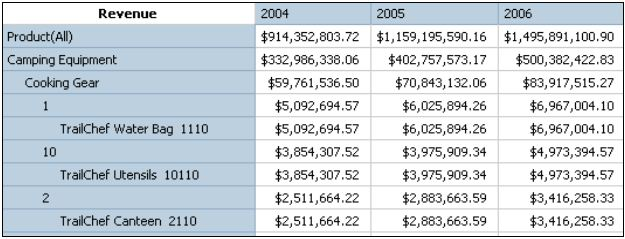 Revenue 2004 2005 2006
Product(All) $914,352,803.72 $1,159,195,590.16 $1,495,891,100.90
Camping Equipment $332,986,338.06 $402,757,573.17 $500,382,422.83
Cooking Gear $59,761,536.50 $70,843,132.06 $83,917,515.27
1 $5,092,694.57 $6,025,894.26 $6,967,004.10
TrailChef Water Bag 1110 $5,092,694.57 $6,025,894.26 $6,967,004.10
10 $3,854,307.52 $3,975,909.34 $4,973,394.57
TrailChef Utensils 10110 $3,854,307.52 $3,975,909.34 $4,973,394.57
2 $2,511,664.22 $2,883,663.59 $3,416,258.33
TrailChef Canteen 2110 $2,511,664.22 $2,883,663.59 $3,416,258.33